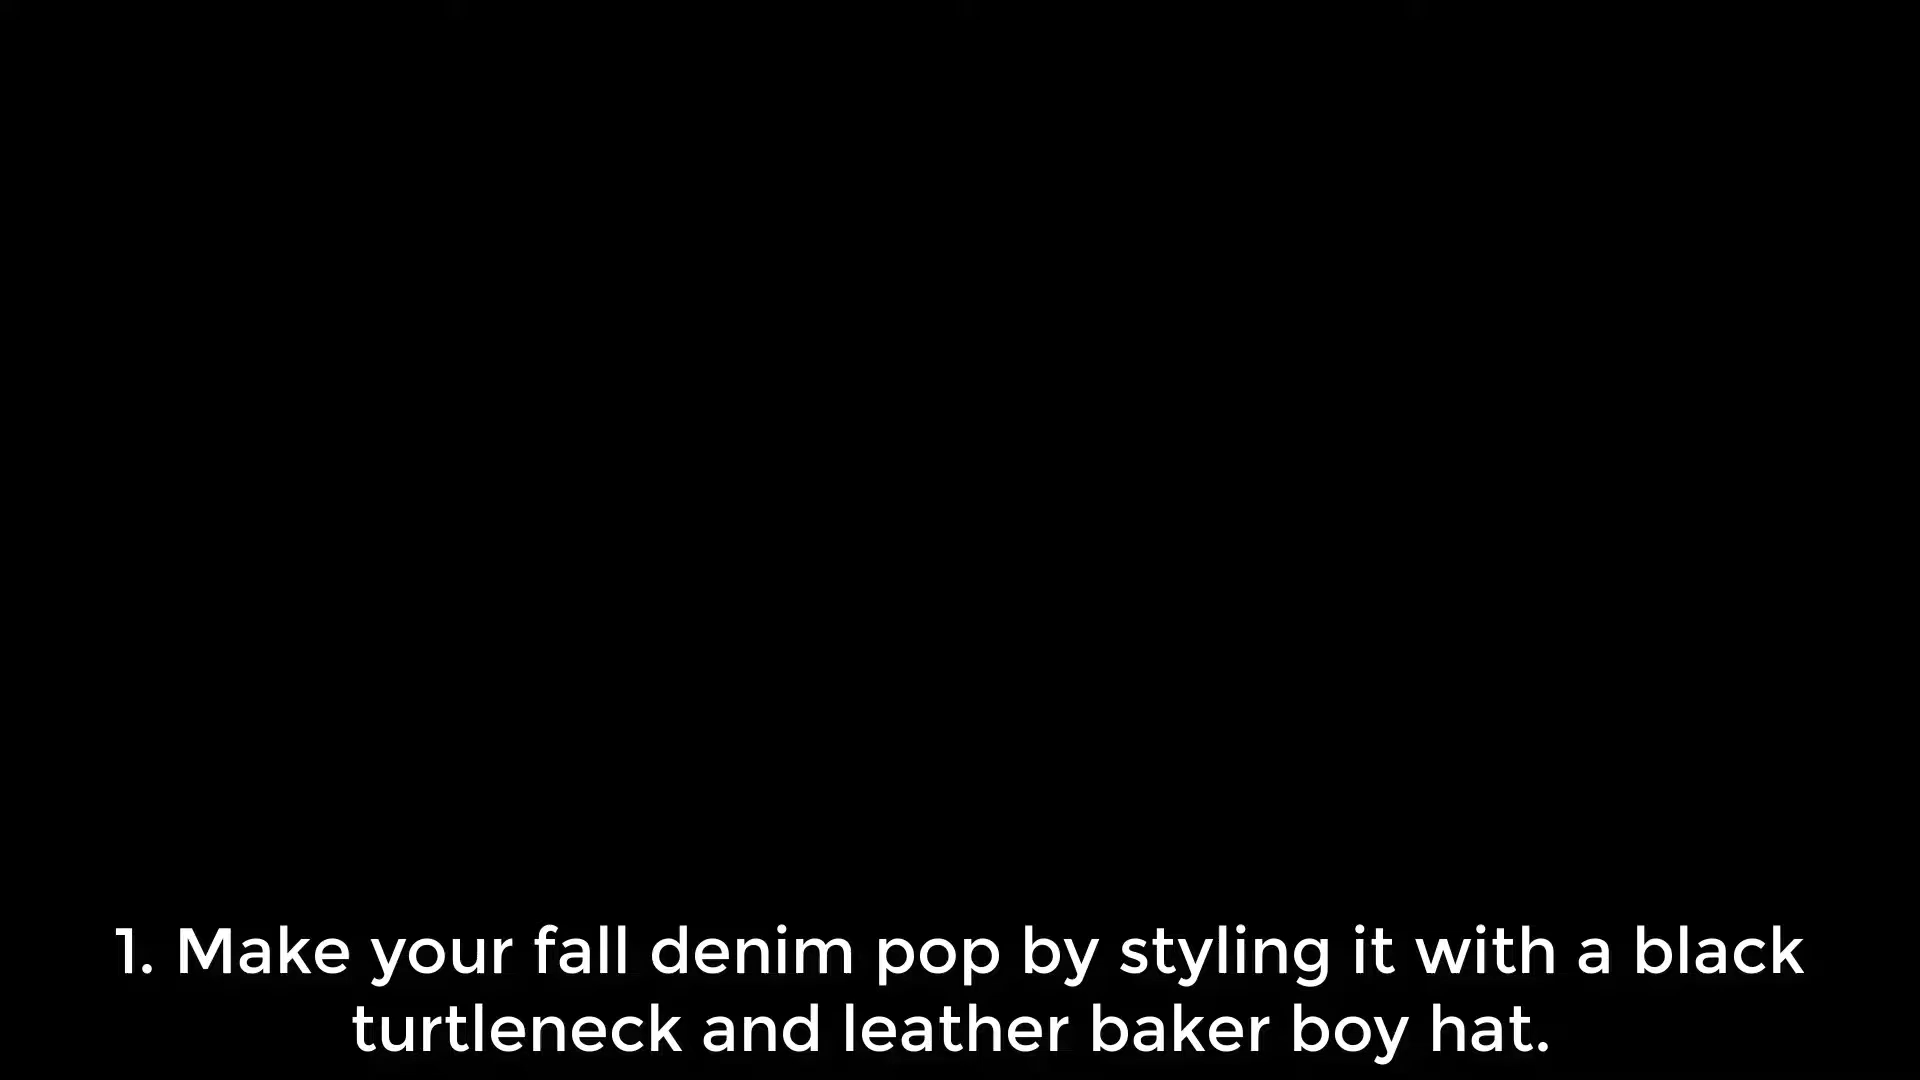 1. Make your fall denim pop by styling it with a black
turtleneck and leather baker boy hat.